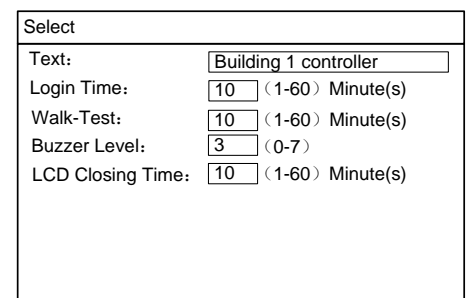 Select
Text： Building 1 controller
Login Time： 10 （1-60）Minute(s)
Walk-Test： 10 （1-60）Minute(s)
Buzzer Level： 3 （0-7）
LCD Closing Time： 10 （1-60）Minute(s)